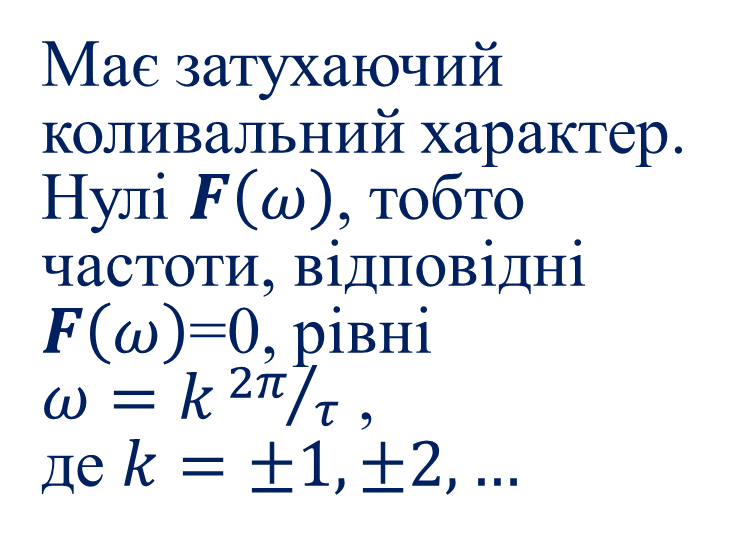 Має затухаючий
коливальний характер.
Нулі 𝑭(𝜔), тобто
частоти, відповідні
𝑭(𝜔)=0, рівні
𝜔 = 𝑘 2𝜋/𝜏 ,
де 𝑘 = ±1, ±2, …